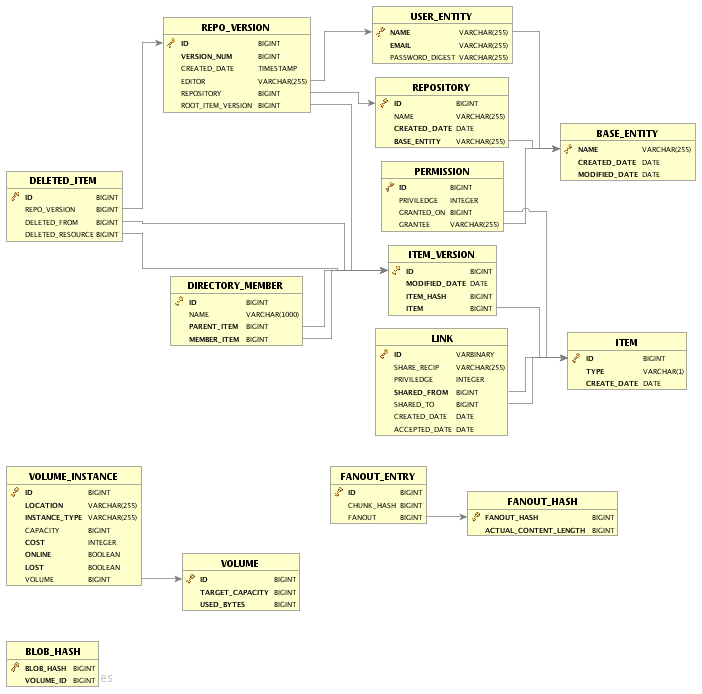 REPO_VERSION
ID BIGINT
VERSION_NUM BIGINT
CREATED_DATE TIMESTAMP
EDITOR VARCHAR(255)
REPOSITORY BIGINT
ROOT_ITEM_VERSION BIGINT
USER_ENTITY
NAME VARCHAR(255)
EMAIL VARCHAR(255)
PASSWORD_DIGEST VARCHAR(255)
REPOSITORY
ID BIGINT
NAME VARCHAR(255)
CREATED_DATE DATE
BASE_ENTITY VARCHAR(255)
BASE_ENTITY
NAME VARCHAR(255)
CREATED_DATE DATE
MODIFIED_DATE DATE
DELETED_ITEM
ID BIGINT
REPO_VERSION BIGINT
DELETED_FROM BIGINT
DELETED_RESOURCE BIGINT
PERMISSION
ID BIGINT
PRIVILEDGE INTEGER
GRANTED_ON BIGINT
GRANTEE VARCHAR(255)
ITEM_VERSION
ID BIGINT
MODIFIED_DATE DATE
ITEM_HASH BIGINT
ITEM BIGINT
DIRECTORY_MEMBER
ID BIGINT
NAME VARCHAR(1000)
PARENT_ITEM BIGINT
MEMBER_ITEM BIGINT
LINK
ID VARBINARY
SHARE_RECIP VARCHAR(255)
PRIVILEDGE INTEGER
SHARED_FROM BIGINT
SHARED_TO BIGINT
CREATED_DATE DATE
ACCEPTED_DATE DATE
ITEM
ID BIGINT
TYPE VARCHAR(1)
CREATE_DATE DATE
VOLUME_INSTANCE
ID BIGINT
LOCATION VARCHAR(255)
INSTANCE_TYPE VARCHAR(255)
CAPACITY BIGINT
COST INTEGER
ONLINE BOOLEAN
LOST BOOLEAN
VOLUME BIGINT
FANOUT_ENTRY
ID BIGINT
CHUNK_HASH BIGINT
FANOUT BIGINT
FANOUT_HASH
FANOUT_HASH BIGINT
ACTUAL_CONTENT_LENGTH BIGINT
VOLUME
ID BIGINT
TARGET_CAPACITY BIGINT
USED_BYTES BIGINT
BLOB_HASH
BLOB_HASH BIGINT
VOLUME_ID BIGINT
es